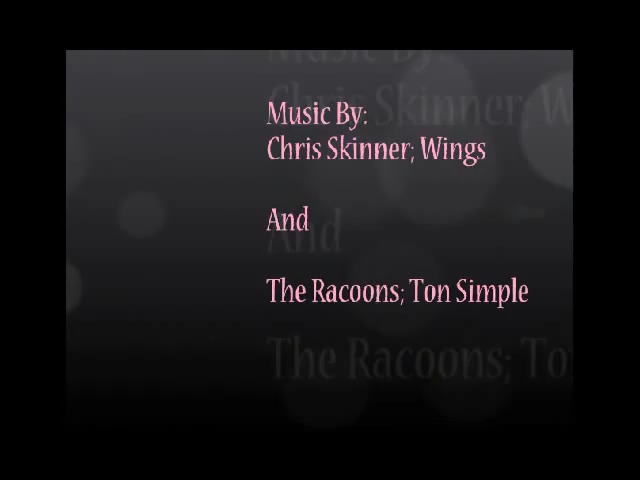 Music By:
Chris Skinner; Wings
And
The Racoons; Ton Simple